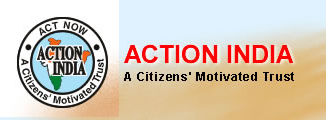 ACT NOW
ACTION
INDIA
A Citizens' Motivated Trust
ACTION INDIA
A Citizens' Motivated Trust